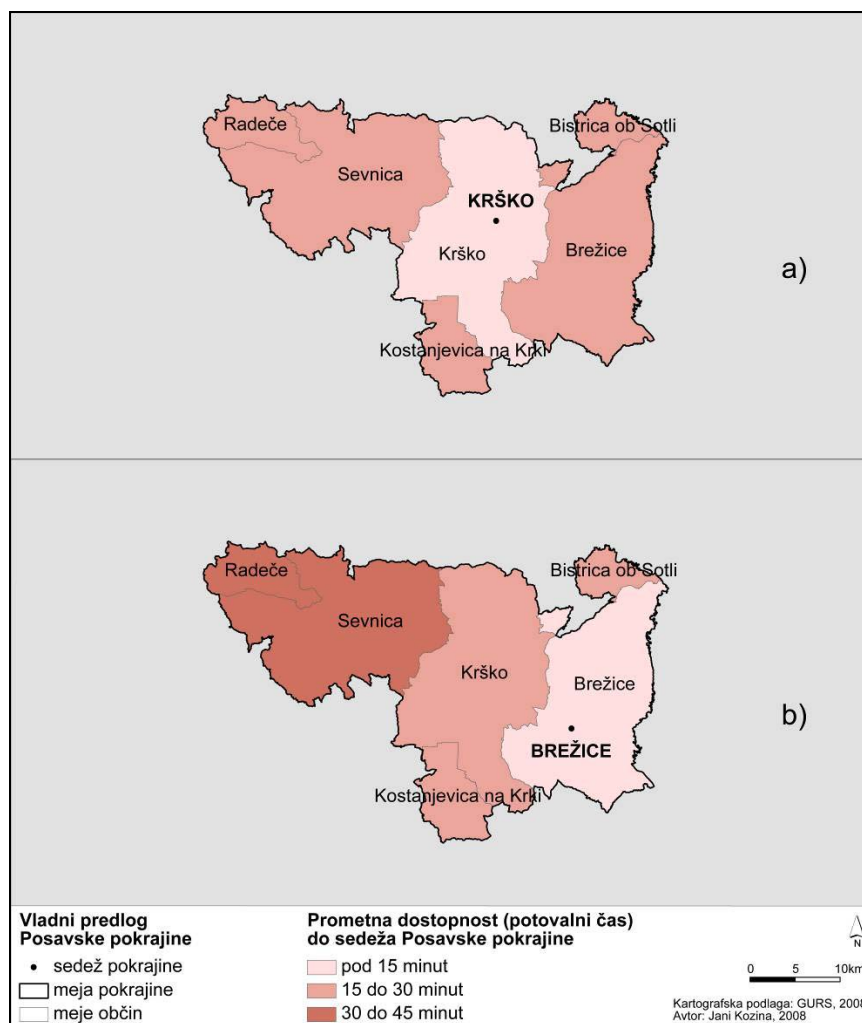 Radeče
Bistrica ob Sotli
Sevnica
KRŠKO
Krško
Brežice
a)
Kostanjevica na Krki
Radeče
Bistrica ob Sotli
Sevnica
Krško
Brežice
b)
BREŽICE
Kostanjevica na Krki
Vladni predlog
Posavske pokrajine
sedež pokrajine
meja pokrajine
meje občin
Prometna dostopnost (potovalni čas)
do sedeža Posavske pokrajine
pod 15 minut
15 do 30 minut
30 do 45 minut
N
0 5 10km
Kartografska podlaga: GURS, 2008
Avtor: Jani Kozina, 2008